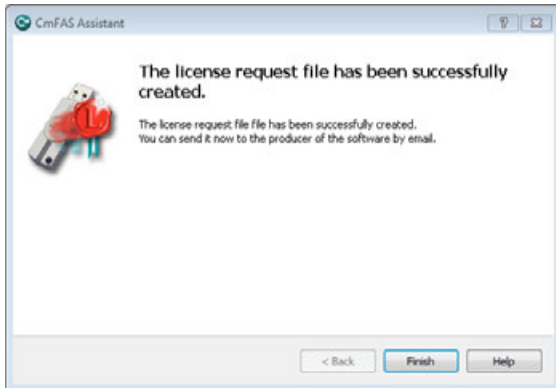 CmFAS Assistant
The license request file has been successfully
created.
The license request file file has been successfully created.
You can send it now to the producer of the software by email.
< Back Finish Help